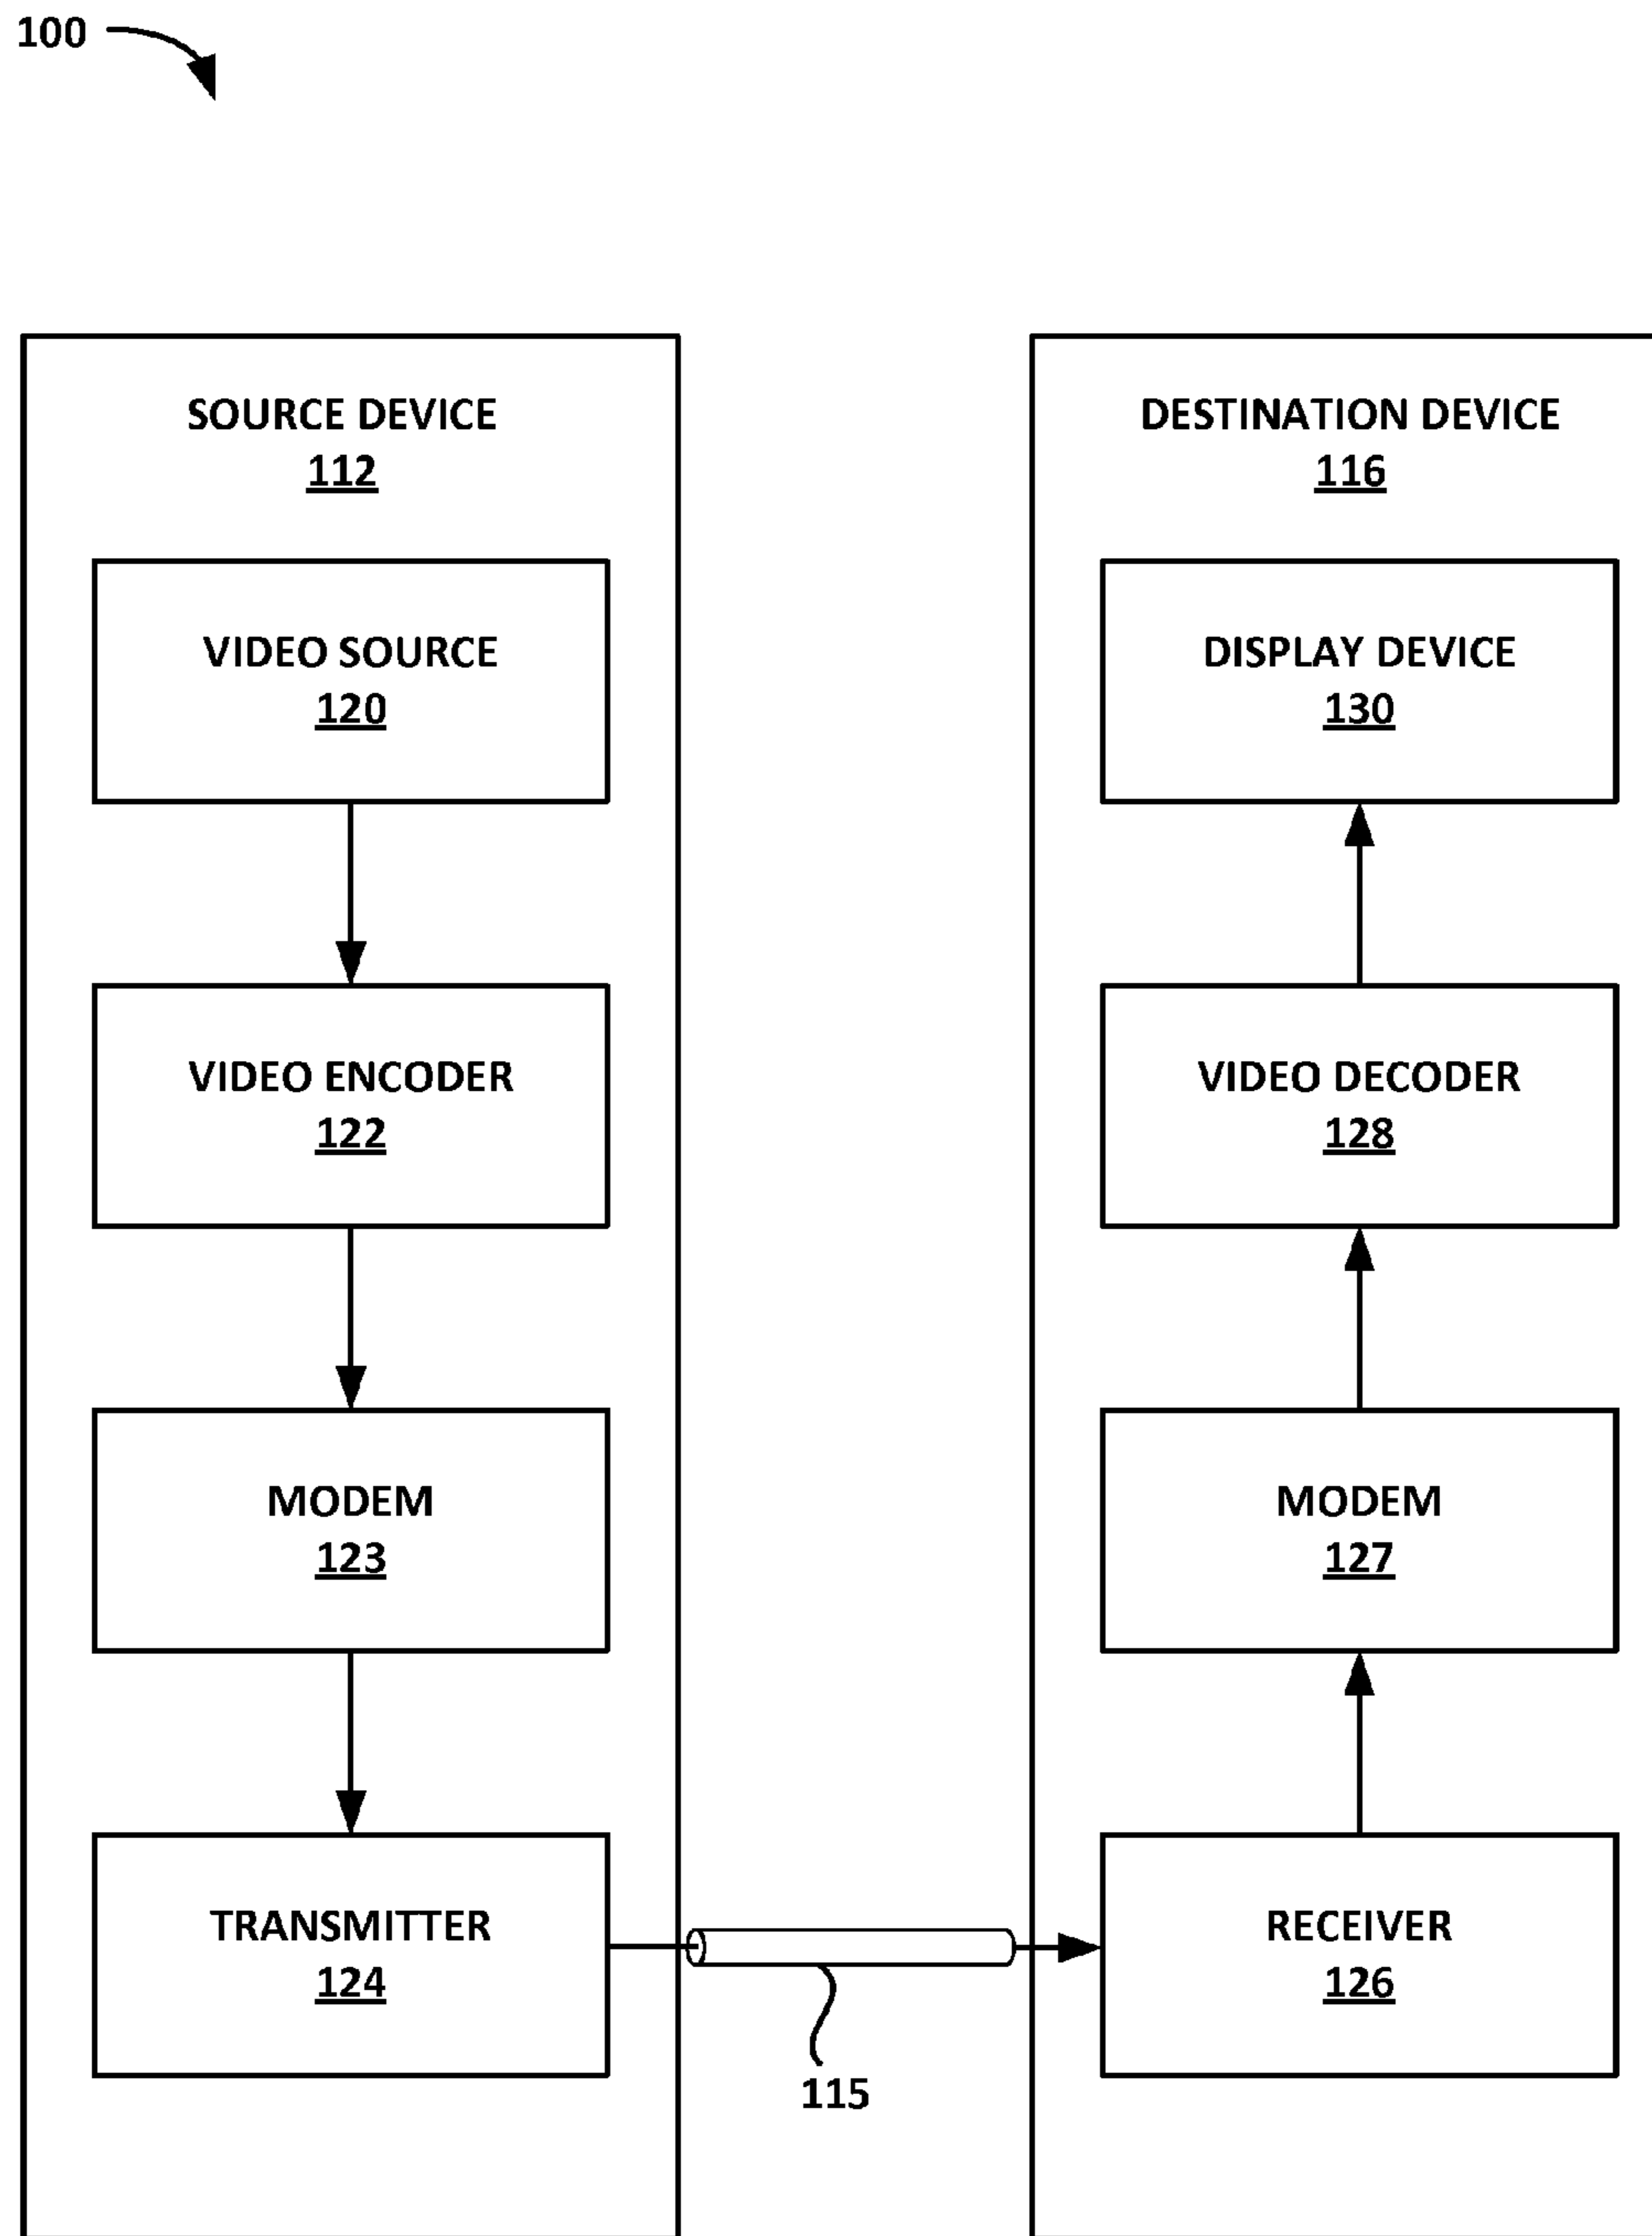 100
SOURCE DEVICE
112
VIDEO SOURCE
120
VIDEO ENCODER
122
MODEM
123
TRANSMITTER
124
115
DESTINATION DEVICE
116
DISPLAY DEVICE
130
VIDEO DECODER
128
MODEM
127
RECEIVER
126